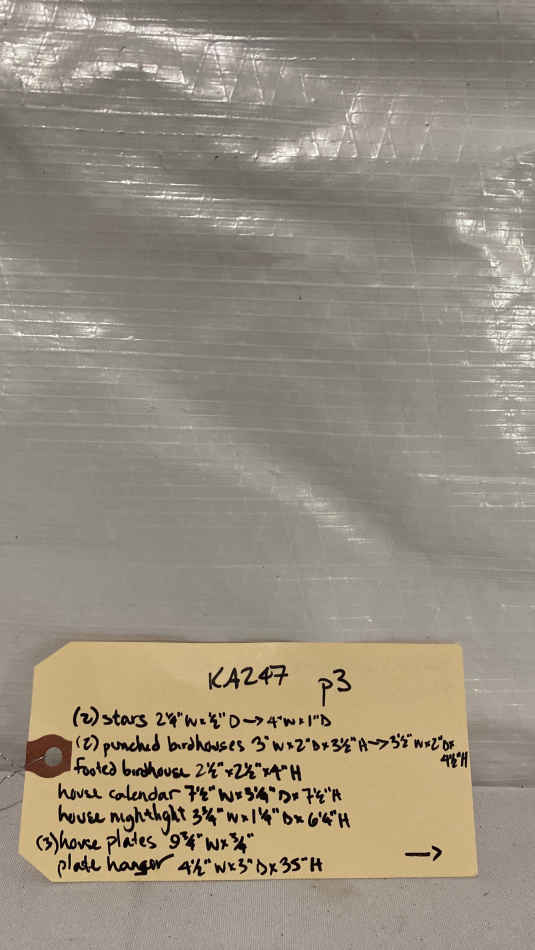 KA247 p3
(2) stars 2¼" W x ½" D → 4" W x 1" D
(2) punched birdhouses 3" W x 2" D x 3½" H → 3½" W x 2" D x
4½" H
footed birdhouse 2½" x 2½" x 4" H
house calendar 7½" W x 3¼" D x 7½" H
house nightlight 3¾" W x 1¼" D x 6¼" H
(3) house plates 9¾" W x ¾"
plate hanger 4½" W x 3" D x 35" H
→